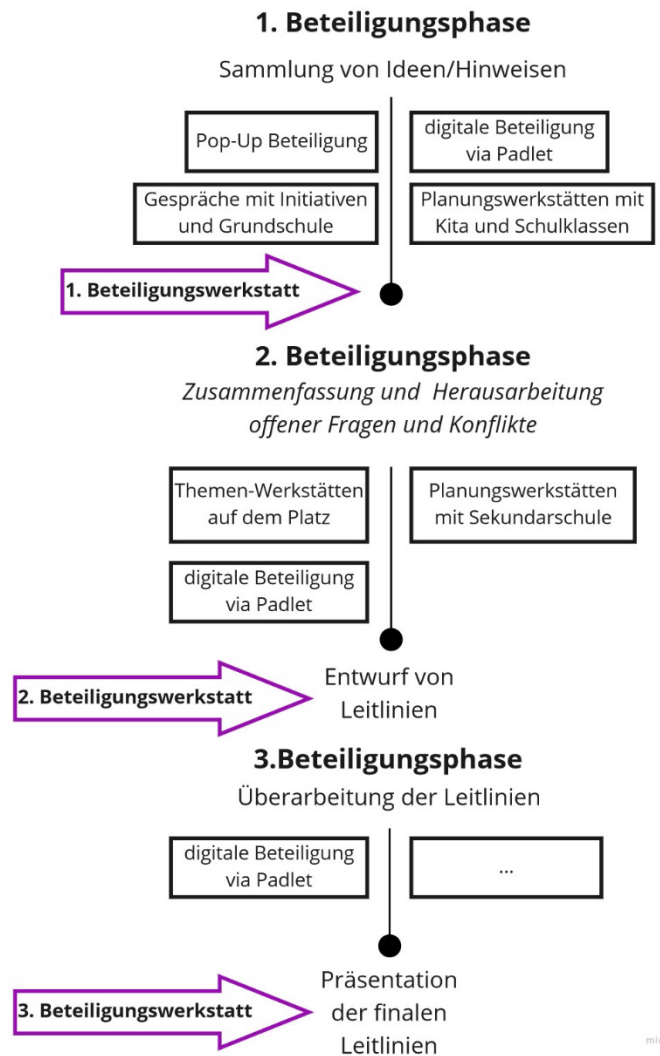 1. Beteiligungsphase
Sammlung von Ideen/Hinweisen
Pop-Up Beteiligung
digitale Beteiligung
via Padlet
Gespräche mit Initiativen
und Grundschule
Planungswerkstätten mit
Kita und Schulklassen
1. Beteiligungswerkstatt
2. Beteiligungsphase
Zusammenfassung und Herausarbeitung
offener Fragen und Konflikte
Themen-Werkstätten
auf dem Platz
Planungswerkstätten
mit Sekundarschule
digitale Beteiligung
via Padlet
2. Beteiligungswerkstatt
Entwurf von
Leitlinien
3.Beteiligungsphase
Überarbeitung der Leitlinien
digitale Beteiligung
via Padlet
...
3. Beteiligungswerkstatt
Präsentation
der finalen
Leitlinien